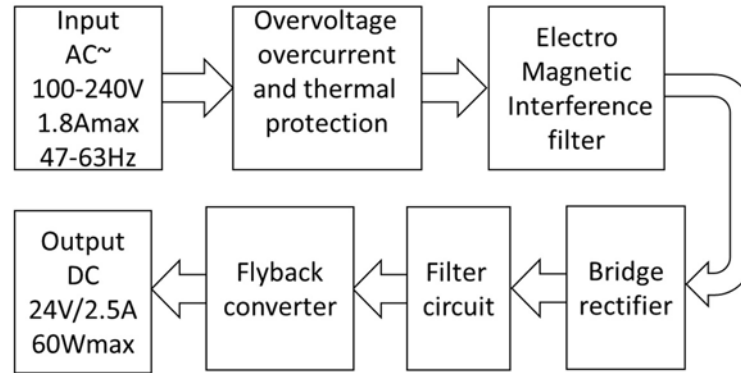 Input
AC~
100-240V
1.8Amax
47-63Hz
Overvoltage
overcurrent
and thermal
protection
Electro
Magnetic
Interference
filter
Bridge
rectifier
Filter
circuit
Flyback
converter
Output
DC
24V/2.5A
60Wmax